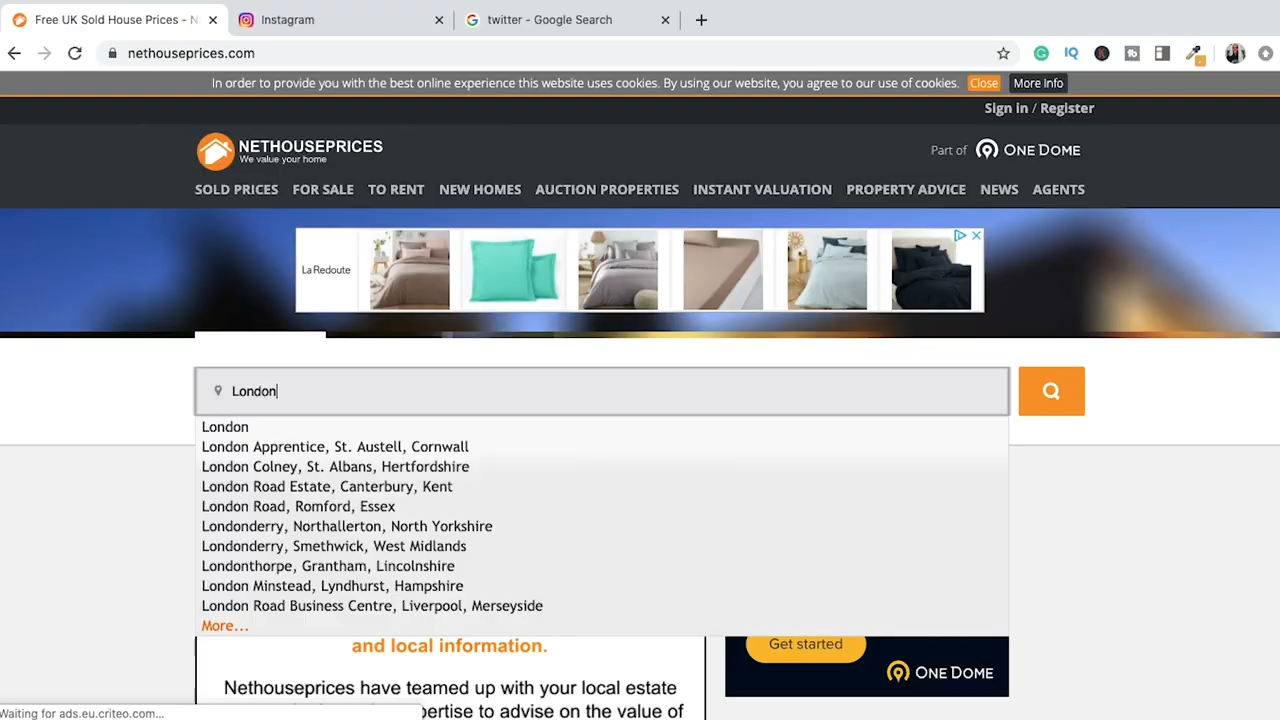 Free UK Sold House Prices - N
Instagram
twitter - Google Search
nethouseprices.com
In order to provide you with the best online experience this website uses cookies. By using our website, you agree to our use of cookies. Close More Info
Sign in / Register
NETHOUSEPRICES
We value your home
Part of ONE DOME
SOLD PRICES FOR SALE TO RENT NEW HOMES AUCTION PROPERTIES INSTANT VALUATION PROPERTY ADVICE NEWS AGENTS
La Redoute
London
London
London Apprentice, St. Austell, Cornwall
London Colney, St. Albans, Hertfordshire
London Road Estate, Canterbury, Kent
London Road, Romford, Essex
Londonderry, Northallerton, North Yorkshire
Londonderry, Smethwick, West Midlands
Londonthorpe, Grantham, Lincolnshire
London Minstead, Lyndhurst, Hampshire
London Road Business Centre, Liverpool, Merseyside
More...
and local information.
Get started
ONE DOME
Nethouseprices have teamed up with your local estate
pertise to advise on the value of
Waiting for ads.eu.criteo.com...